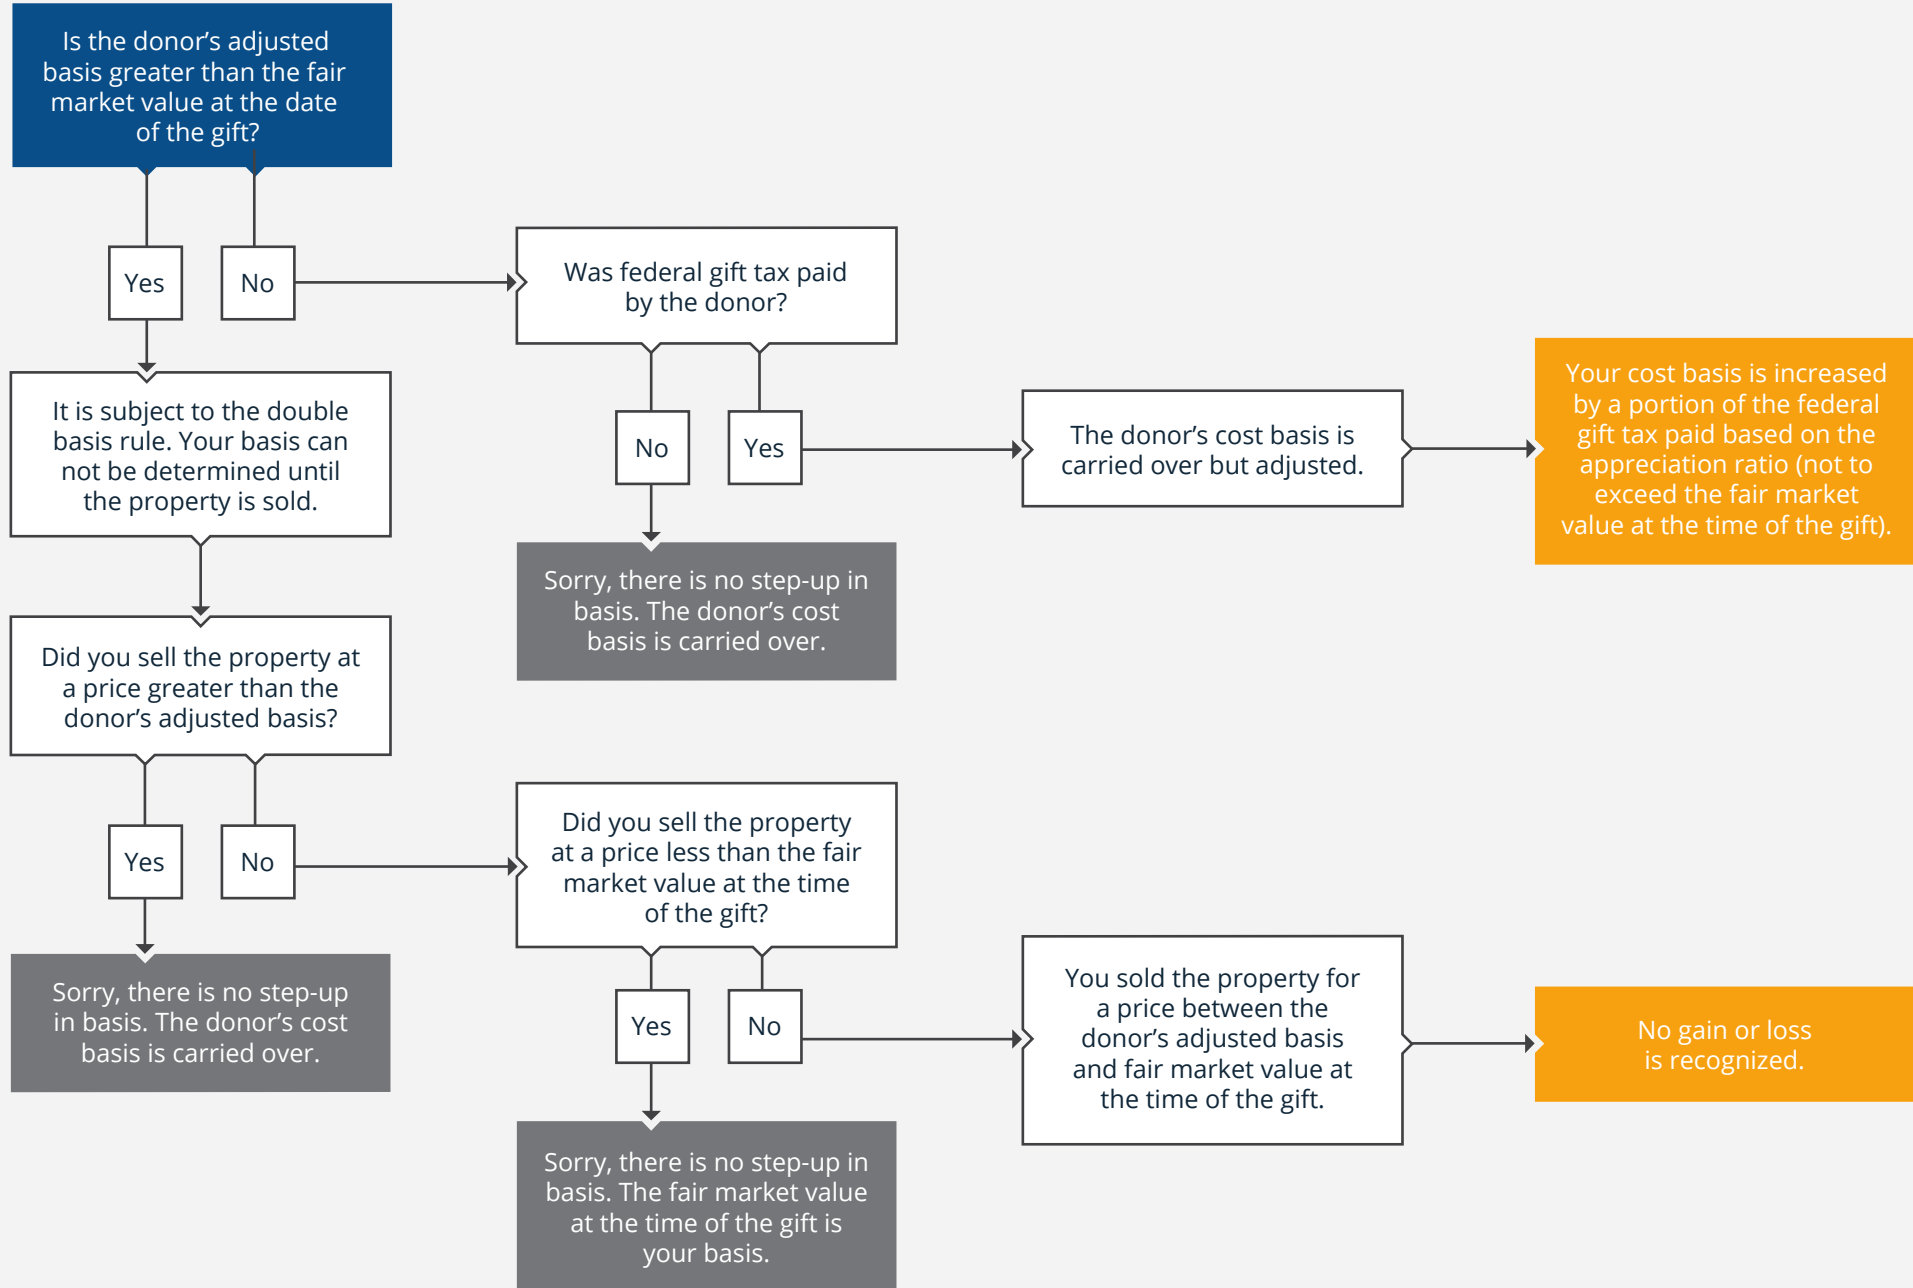 Is the donor’s adjusted
basis greater than the fair
market value at the date
of the gift?
Yes
No
Was federal gift tax paid
by the donor?
No
Yes
The donor’s cost basis is
carried over but adjusted.
Your cost basis is increased
by a portion of the federal
gift tax paid based on the
appreciation ratio (not to
exceed the fair market
value at the time of the gift).
Sorry, there is no step-up in
basis. The donor’s cost
basis is carried over.
It is subject to the double
basis rule. Your basis can
not be determined until
the property is sold.
Did you sell the property at
a price greater than the
donor’s adjusted basis?
Yes
No
Sorry, there is no step-up
in basis. The donor’s cost
basis is carried over.
Did you sell the property
at a price less than the fair
market value at the time
of the gift?
Yes
No
Sorry, there is no step-up in
basis. The fair market value
at the time of the gift is
your basis.
You sold the property for
a price between the
donor’s adjusted basis
and fair market value at
the time of the gift.
No gain or loss
is recognized.